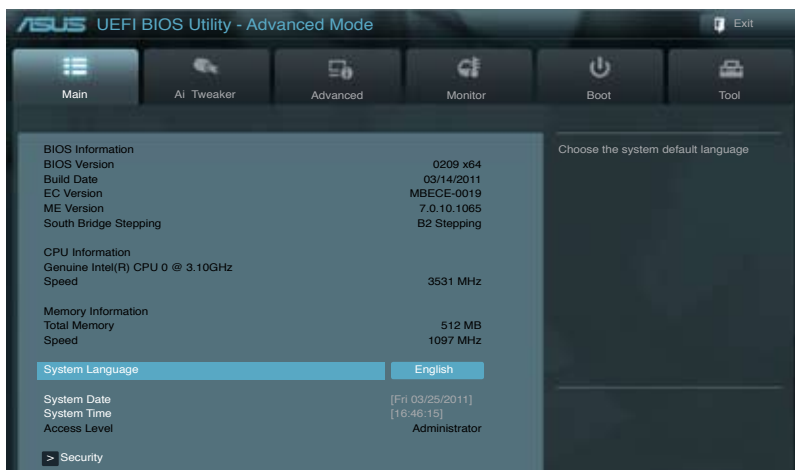 ASUS UEFI BIOS Utility - Advanced Mode
Exit
Main
Ai Tweaker
Advanced
Monitor
Boot
Tool
BIOS Information
BIOS Version 0209 x64
Build Date 03/14/2011
EC Version MBECE-0019
ME Version 7.0.10.1065
South Bridge Stepping B2 Stepping
CPU Information
Genuine Intel(R) CPU 0 @ 3.10GHz
Speed 3531 MHz
Memory Information
Total Memory 512 MB
Speed 1097 MHz
System Language English
System Date [Fri 03/25/2011]
System Time [16:46:15]
Access Level Administrator
> Security
Choose the system default language